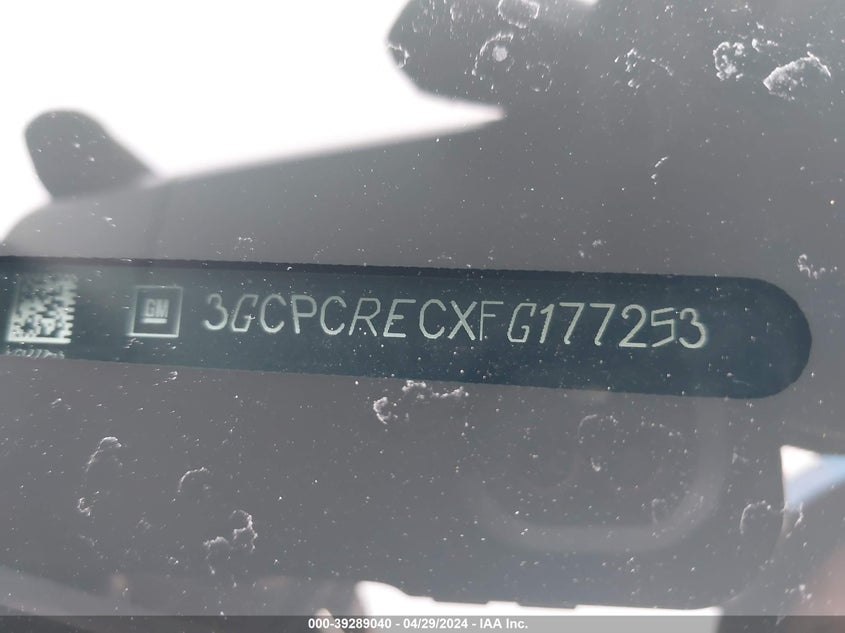 GM 3GCPCRECXFG177253
000-39289040 - 04/29/2024 - IAA Inc.